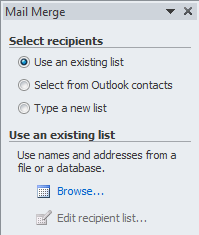 Mail Merge
Select recipients
Use an existing list
Select from Outlook contacts
Type a new list
Use an existing list
Use names and addresses from a
file or a database.
Browse...
Edit recipient list...